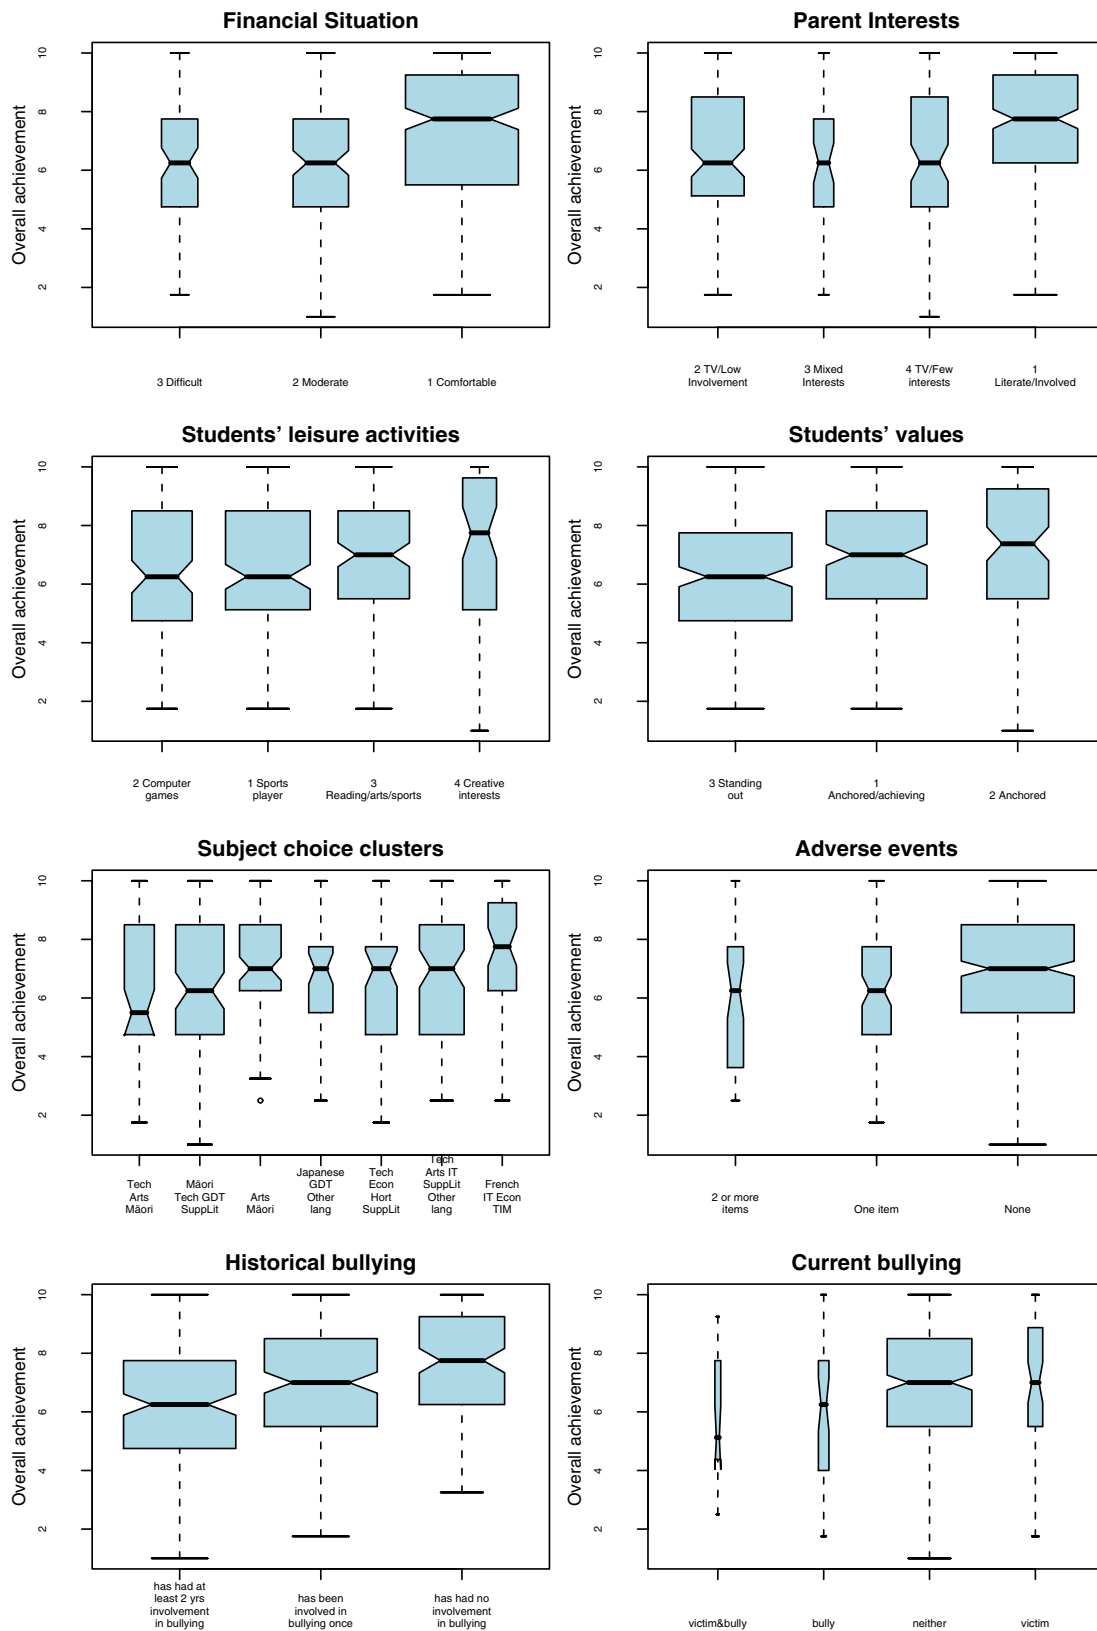 Financial Situation
Overall achievement
10
8
6
4
2
3 Difficult
2 Moderate
1 Comfortable
Parent Interests
Overall achievement
10
8
6
4
2
2 TV/Low
Involvement
3 Mixed
Interests
4 TV/Few
interests
1
Literate/Involved
Students' leisure activities
Overall achievement
10
8
6
4
2
2 Computer
games
1 Sports
player
3
Reading/arts/sports
4 Creative
interests
Students' values
Overall achievement
10
8
6
4
2
3 Standing
out
1
Anchored/achieving
2 Anchored
Subject choice clusters
Overall achievement
10
8
6
4
2
Tech
Arts
Mäori
Mäori
Tech GDT
SuppLit
Arts
Mäori
Japanese
GDT
Other
lang
Tech
Econ
Hort
SuppLit
Tech
Arts IT
SuppLit
Other
lang
French
IT Econ
TIM
Adverse events
Overall achievement
10
8
6
4
2
2 or more
items
One item
None
Historical bullying
Overall achievement
10
8
6
4
2
has had at
least 2 yrs
involvement
in bullying
has been
involved in
bullying once
has had no
involvement
in bullying
Current bullying
Overall achievement
10
8
6
4
2
victim&bully
bully
neither
victim